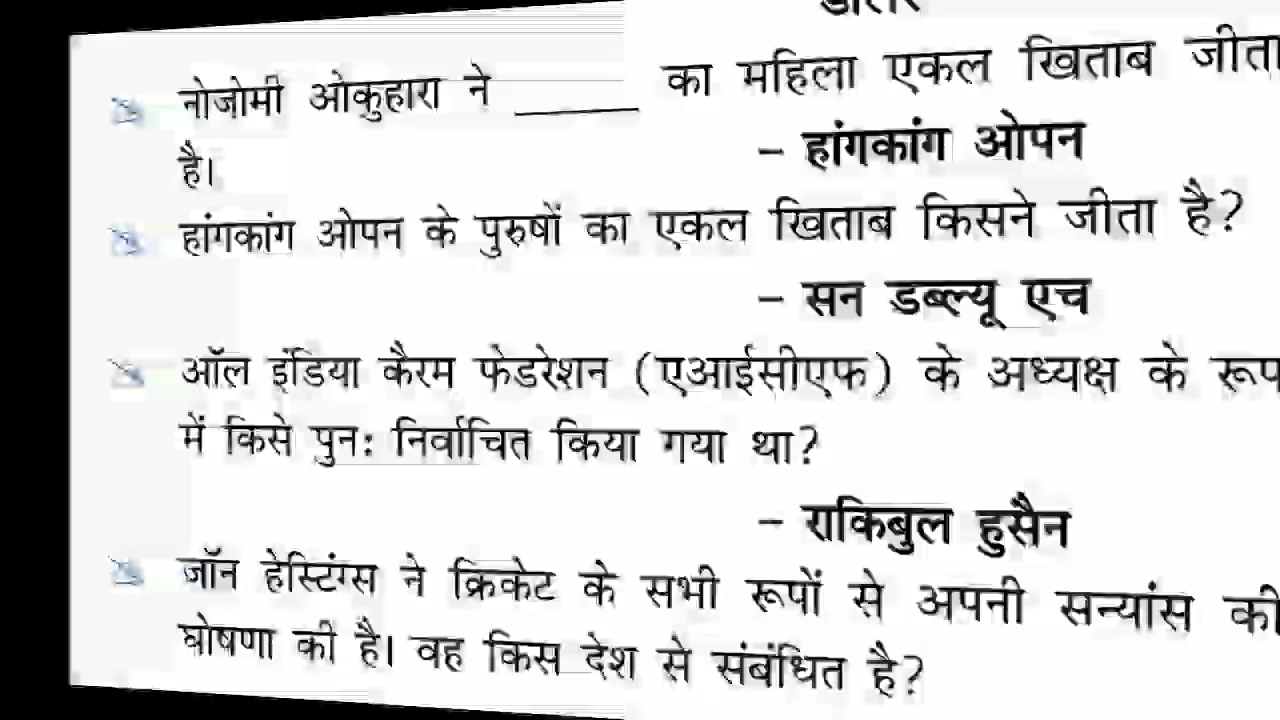 नोजोमी ओकुहारा ने ______ का महिला एकल खिताब जीता
है।
– हांगकांग ओपन
हांगकांग ओपन के पुरुषों का एकल खिताब किसने जीता है?
– सन डब्ल्यू एच
ऑल इंडिया कैरम फेडरेशन (एआईसीएफ) के अध्यक्ष के रूप
में किसे पुनः निर्वाचित किया गया था?
– राकिबुल हुसैन
जॉन हेस्टिंग्स ने क्रिकेट के सभी रूपों से अपनी सन्यांस की
घोषणा की है। वह किस देश से संबंधित है?